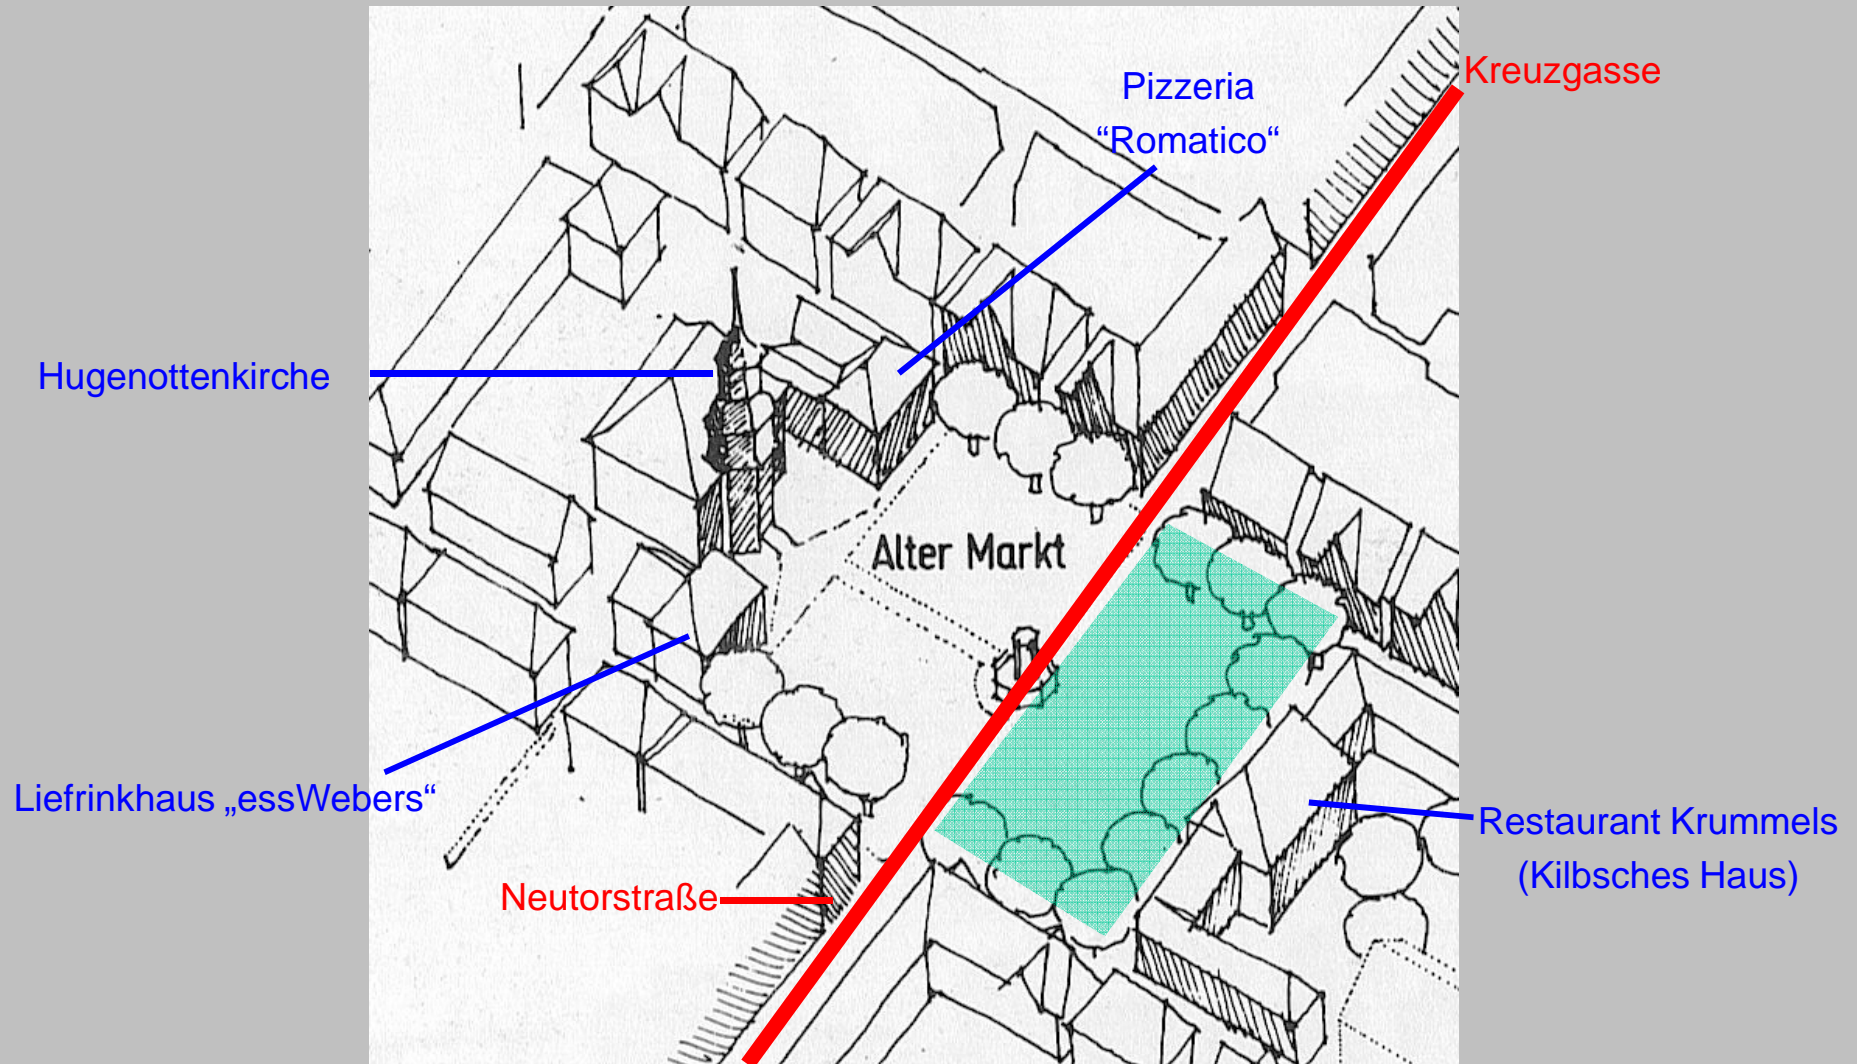 Kreuzgasse
Pizzeria
“Romatico“
Hugenottenkirche
Alter Markt
Liefrinkhaus „essWebers“
Restaurant Krummels
(Kilbsches Haus)
Neutorstraße